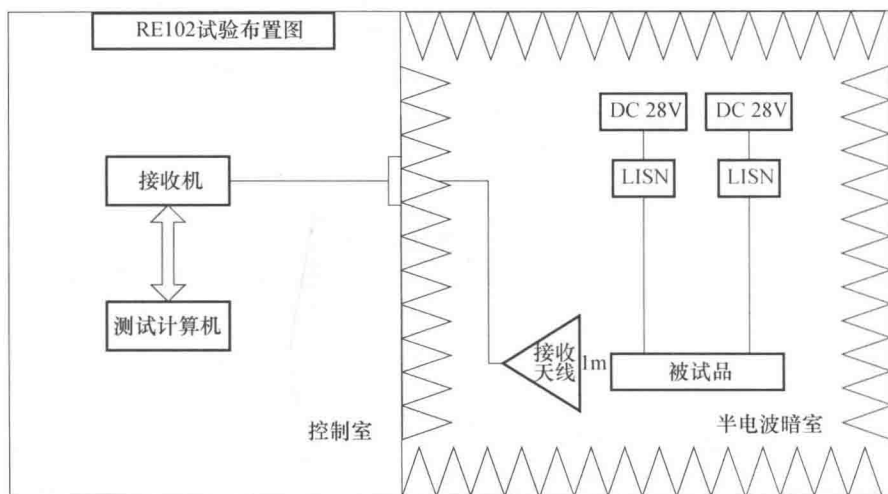 RE102试验布置图
DC 28V
DC 28V
接收机
LISN
LISN
测试计算机
接收
天线
1m
被试品
控制室
半电波暗室